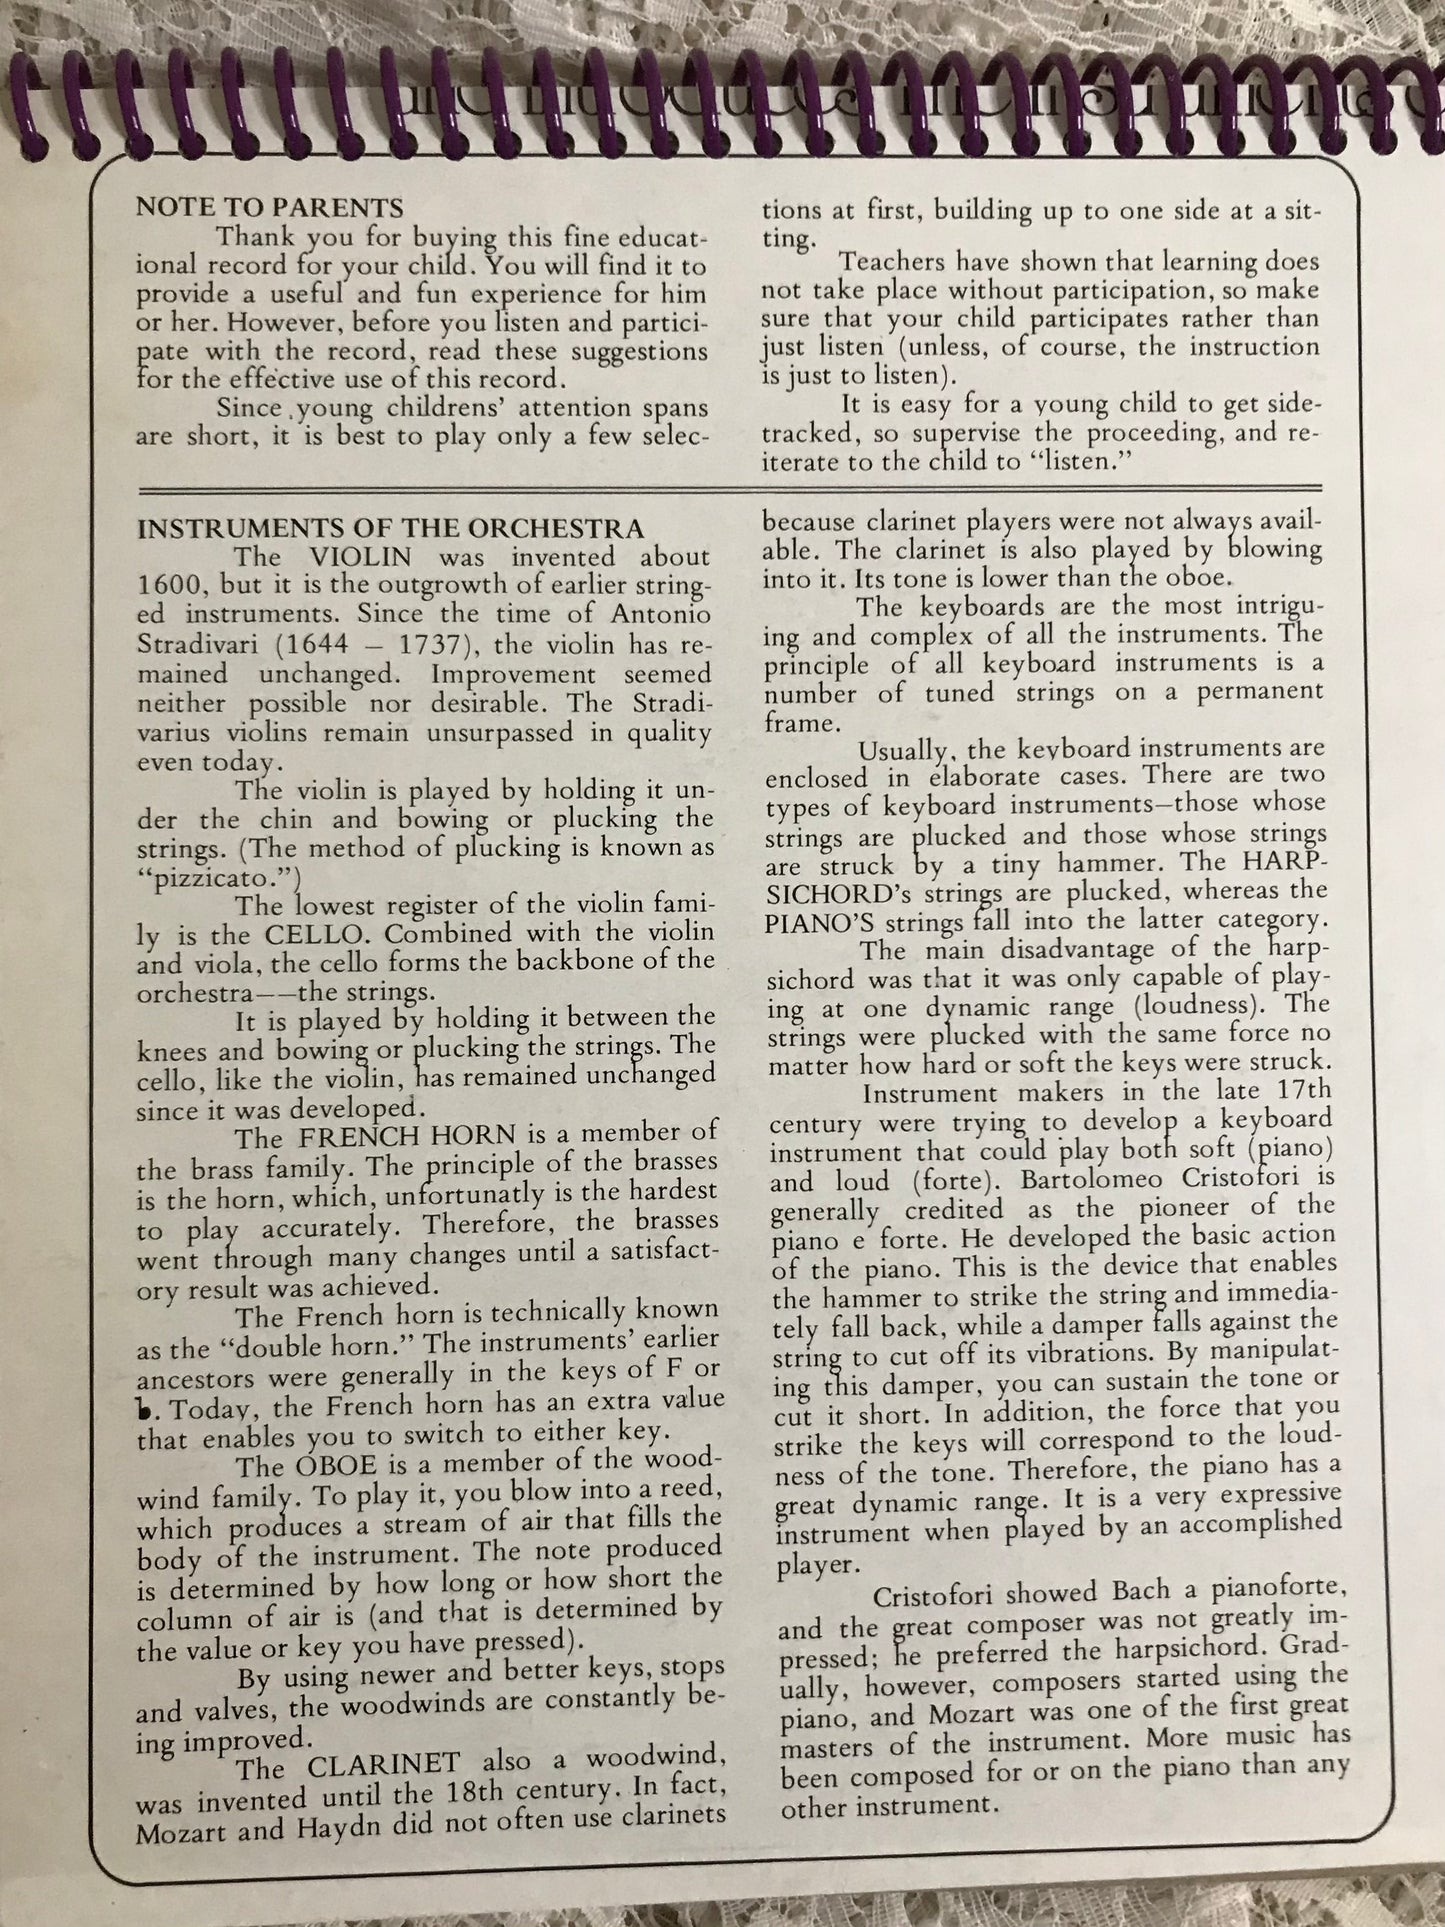 NOTE TO PARENTS
Thank you for buying this fine educat-
ional record for your child. You will find it to
provide a useful and fun experience for him
or her. However, before you listen and partici-
pate with the record, read these suggestions
for the effective use of this record.
Since young childrens' attention spans
are short, it is best to play only a few selec-
tions at first, building up to one side at a sit-
ting.
Teachers have shown that learning does
not take place without participation, so make
sure that your child participates rather than
just listen (unless, of course, the instruction
is just to listen).
It is easy for a young child to get side-
tracked, so supervise the proceeding, and re-
iterate to the child to “listen.”
INSTRUMENTS OF THE ORCHESTRA
The VIOLIN was invented about
1600, but it is the outgrowth of earlier string-
ed instruments. Since the time of Antonio
Stradivari (1644 – 1737), the violin has re-
mained unchanged. Improvement seemed
neither possible nor desirable. The Stradi-
varius violins remain unsurpassed in quality
even today.
The violin is played by holding it un-
der the chin and bowing or plucking the
strings. (The method of plucking is known as
“pizzicato.”)
The lowest register of the violin fami-
ly is the CELLO. Combined with the violin
and viola, the cello forms the backbone of the
orchestra——the strings.
It is played by holding it between the
knees and bowing or plucking the strings. The
cello, like the violin, has remained unchanged
since it was developed.
The FRENCH HORN is a member of
the brass family. The principle of the brasses
is the horn, which, unfortunatly is the hardest
to play accurately. Therefore, the brasses
went through many changes until a satisfact-
ory result was achieved.
The French horn is technically known
as the “double horn.” The instruments' earlier
ancestors were generally in the keys of F or
b. Today, the French horn has an extra value
that enables you to switch to either key.
The OBOE is a member of the wood-
wind family. To play it, you blow into a reed,
which produces a stream of air that fills the
body of the instrument. The note produced
is determined by how long or how short the
column of air is (and that is determined by
the value or key you have pressed).
By using newer and better keys, stops
and valves, the woodwinds are constantly be-
ing improved.
The CLARINET also a woodwind,
was invented until the 18th century. In fact,
Mozart and Haydn did not often use clarinets
because clarinet players were not always avail-
able. The clarinet is also played by blowing
into it. Its tone is lower than the oboe.
The keyboards are the most intrigu-
ing and complex of all the instruments. The
principle of all keyboard instruments is a
number of tuned strings on a permanent
frame.
Usually, the keyboard instruments are
enclosed in elaborate cases. There are two
types of keyboard instruments—those whose
strings are plucked and those whose strings
are struck by a tiny hammer. The HARP-
SICHORD's strings are plucked, whereas the
PIANO'S strings fall into the latter category.
The main disadvantage of the harp-
sichord was that it was only capable of play-
ing at one dynamic range (loudness). The
strings were plucked with the same force no
matter how hard or soft the keys were struck.
Instrument makers in the late 17th
century were trying to develop a keyboard
instrument that could play both soft (piano)
and loud (forte). Bartolomeo Cristofori is
generally credited as the pioneer of the
piano e forte. He developed the basic action
of the piano. This is the device that enables
the hammer to strike the string and immedia-
tely fall back, while a damper falls against the
string to cut off its vibrations. By manipulat-
ing this damper, you can sustain the tone or
cut it short. In addition, the force that you
strike the keys will correspond to the loud-
ness of the tone. Therefore, the piano has a
great dynamic range. It is a very expressive
instrument when played by an accomplished
player.
Cristofori showed Bach a pianoforte,
and the great composer was not greatly im-
pressed; he preferred the harpsichord. Grad-
ually, however, composers started using the
piano, and Mozart was one of the first great
masters of the instrument. More music has
been composed for or on the piano than any
other instrument.